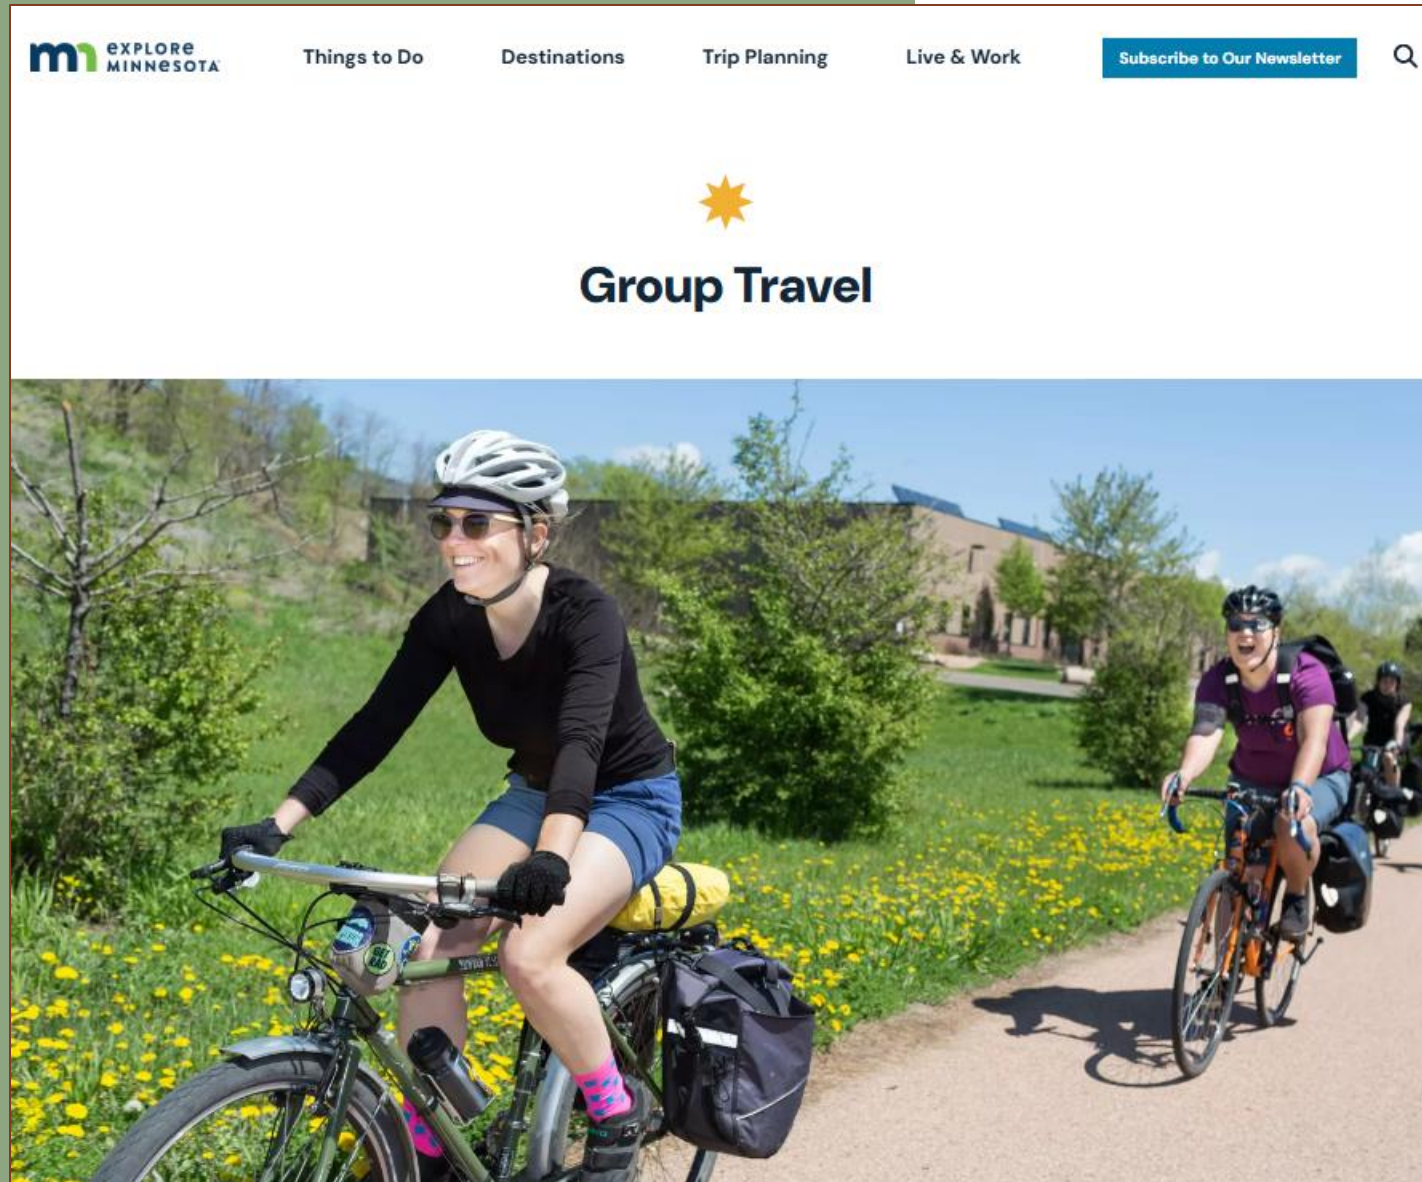 EXPLORE
MINNESOTA
Things to Do
Destinations
Trip Planning
Live & Work
Subscribe to Our Newsletter
Group Travel